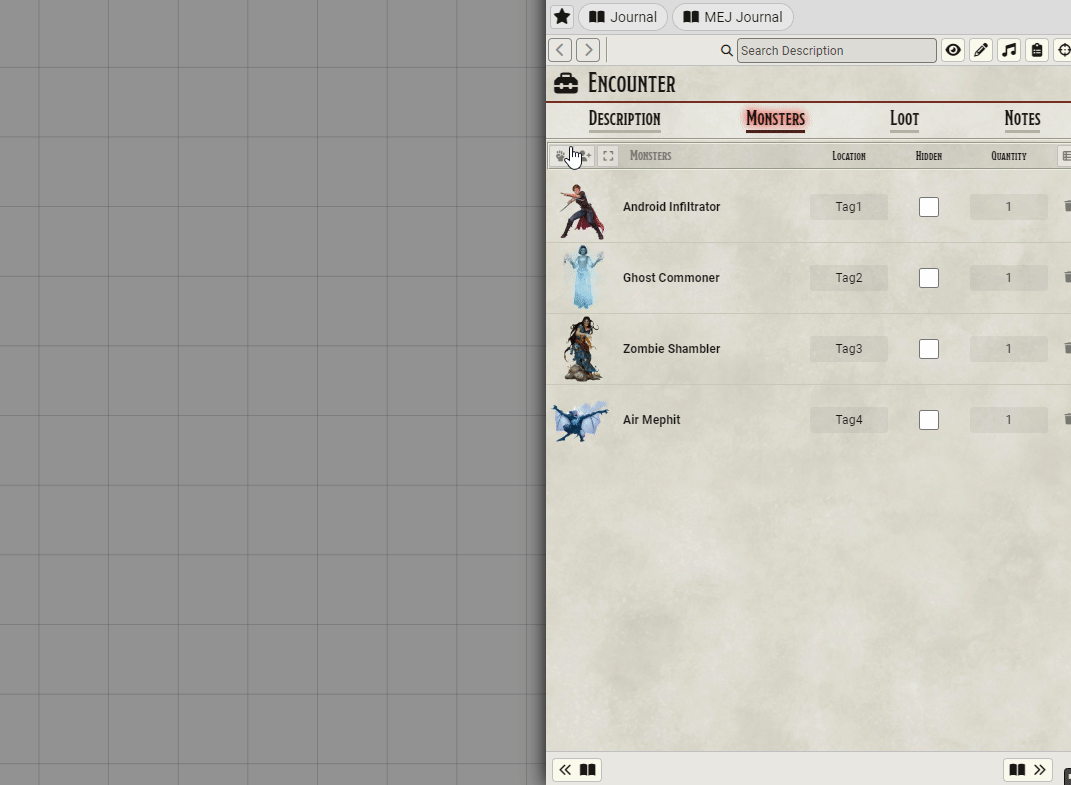 Journal MEJ Journal
Search Description
Encounter
Description Monsters Loot Notes
Monsters Location Hidden Quantity
Android Infiltrator Tag1 1
Ghost Commoner Tag2 1
Zombie Shambler Tag3 1
Air Mephit Tag4 1